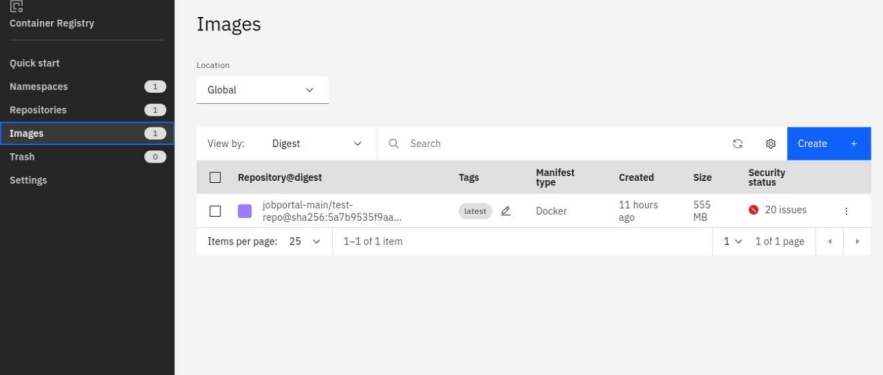 Container Registry
Quick start
Namespaces 1
Repositories 1
Images 1
Trash 0
Settings
Images
Location
Global
View by: Digest Search Create +
Repository@digest Tags Manifest type Created Size Security status
jobportal-main/test-
repo@sha256:5a7b9535f9aa... latest Docker 11 hours ago 555 MB 20 issues
Items per page: 25 1–1 of 1 item 1 1 of 1 page